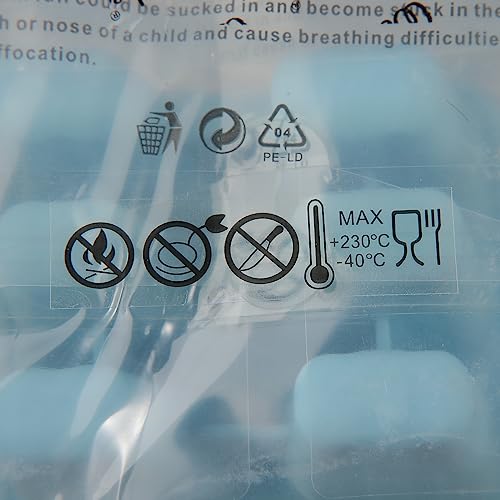 could be sucked in and become stuck in the
h or nose of a child and cause breathing difficultie
ffocation.
04
PE-LD
MAX
+230°C
-40°C